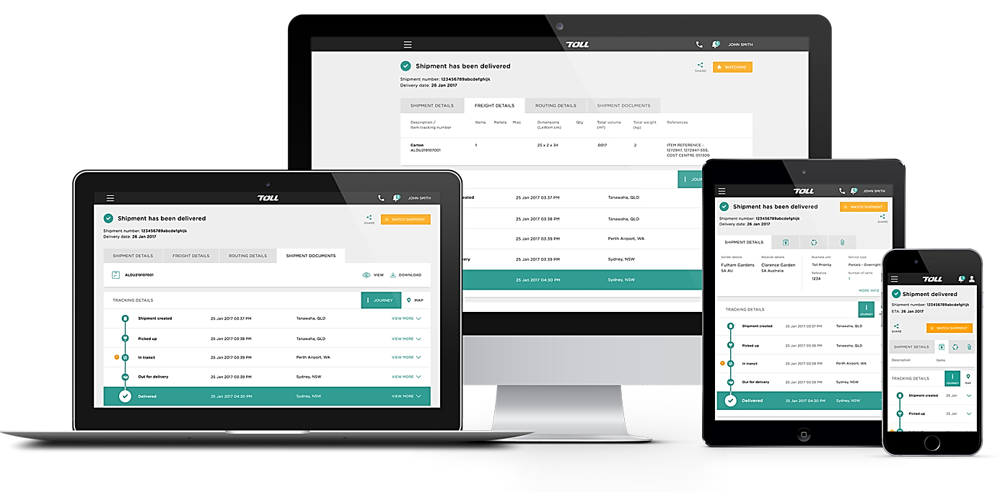 TOLL
JOHN SMITH
Shipment has been delivered
SHARE
WATCHING
Shipment number: 123456789abcdefghijk
Delivery date: 26 Jan 2017
SHIPMENT DETAILS FREIGHT DETAILS ROUTING DETAILS SHIPMENT DOCUMENTS
Description / Items Pallets Misc Dimensions Qty Total volume Total weight References
Item tracking number (LxWxH cm) (m³) (kg)
Carton 1 25 x 2 x 34 .0017 .2 ITEM REFERENCE -
ALDU219107001 1272947, 1272947-555,
COST CENTRE 017300
JOUR
ated 25 Jan 2017 03:37 PM Tanawaha, QLD
25 Jan 2017 03:38 PM Tanawaha, QLD
25 Jan 2017 03:39 PM Perth Airport, WA
ery 25 Jan 2017 03:39 PM Sydney, NSW
25 Jan 2017 04:30 PM Sydney, NSW
TOLL
JOHN SMITH
Shipment has been delivered
SHARE
WATCH SHIPMENT
Shipment number: 123456789abcdefghijk
Delivery date: 26 Jan 2017
SHIPMENT DETAILS FREIGHT DETAILS ROUTING DETAILS SHIPMENT DOCUMENTS
ALDU219107001 VIEW DOWNLOAD
TRACKING DETAILS JOURNEY MAP
Shipment created 25 Jan 2017 03:37 PM Tanawaha, QLD VIEW MORE
Picked up 25 Jan 2017 03:38 PM Tanawaha, QLD VIEW MORE
In transit 25 Jan 2017 03:39 PM Perth Airport, WA VIEW MORE
Out for delivery 25 Jan 2017 03:39 PM Sydney, NSW VIEW MORE
Delivered 25 Jan 2017 04:30 PM Sydney, NSW VIEW MORE
TOLL
JOHN SMITH
Shipment has been delivered
WATCH SHIPMENT
Shipment number: 123456789abcdefghijk
Delivery date: 26 Jan 2017
SHARE
SHIPMENT DETAILS
Sender details Receiver details Business unit Service type
Fulham Gardens Clarence Garden Toll Priority Parcels - Overnight
SA AU SA Australia Reference Number of items
1234 1
MORE INFO
TRACKING DETAILS JOURNEY
Shipment created 25 Jan 2017 03:37 PM Tanawaha, QLD
Picked up 25 Jan 2017 03:38 PM Tanawaha, QLD
In transit 25 Jan 2017 03:39 PM Perth Airport, WA
Out for delivery 25 Jan 2017 03:39 PM Sydney, NSW
Delivered 25 Jan 2017 04:30 PM Sydney, NSW
TOLL
Shipment delivered
Shipment number: 123456789abcdefghijk
ETA: 26 Jan 2017
SHARE
WATCH SHIPMENT
SHIPMENT DETAILS
Description Items
TRACKING DETAILS JOURNEY MAP
Shipment created 25 Jan
Picked up 25 Jan